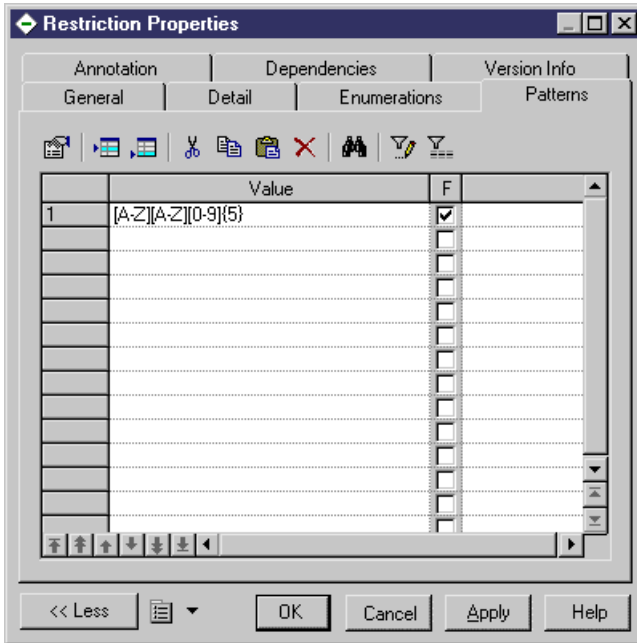 Restriction Properties
Annotation Dependencies Version Info
General Detail Enumerations Patterns
Value F
1 [A-Z][A-Z][0-9]{5}
<< Less OK Cancel Apply Help